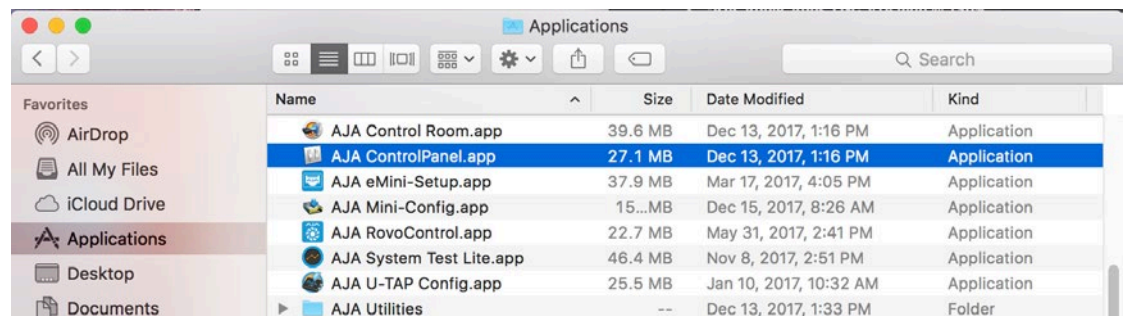 Applications
Search
Favorites
AirDrop
All My Files
iCloud Drive
Applications
Desktop
Documents
Name Size Date Modified Kind
AJA Control Room.app 39.6 MB Dec 13, 2017, 1:16 PM Application
AJA ControlPanel.app 27.1 MB Dec 13, 2017, 1:16 PM Application
AJA eMini-Setup.app 37.9 MB Mar 17, 2017, 4:05 PM Application
AJA Mini-Config.app 15...MB Dec 15, 2017, 8:26 AM Application
AJA RovoControl.app 22.7 MB May 31, 2017, 2:41 PM Application
AJA System Test Lite.app 46.4 MB Nov 8, 2017, 2:51 PM Application
AJA U-TAP Config.app 25.5 MB Jan 10, 2017, 10:32 AM Application
AJA Utilities -- Dec 13, 2017, 1:33 PM Folder